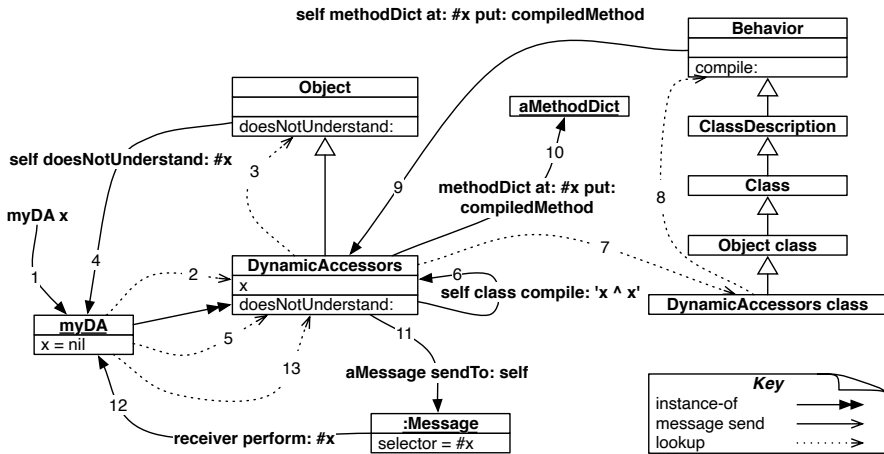 self methodDict at: #x put: compiledMethod
Behavior
compile:
Object
doesNotUnderstand:
aMethodDict
ClassDescription
self doesNotUnderstand: #x
3
10
9
methodDict at: #x put:
compiledMethod
8
Class
myDA x
4
7
Object class
1
2
DynamicAccessors
x
doesNotUnderstand:
6
self class compile: 'x ^ x'
DynamicAccessors class
myDA
x = nil
5
11
13
12
aMessage sendTo: self
receiver perform: #x
:Message
selector = #x
Key
instance-of
message send
lookup